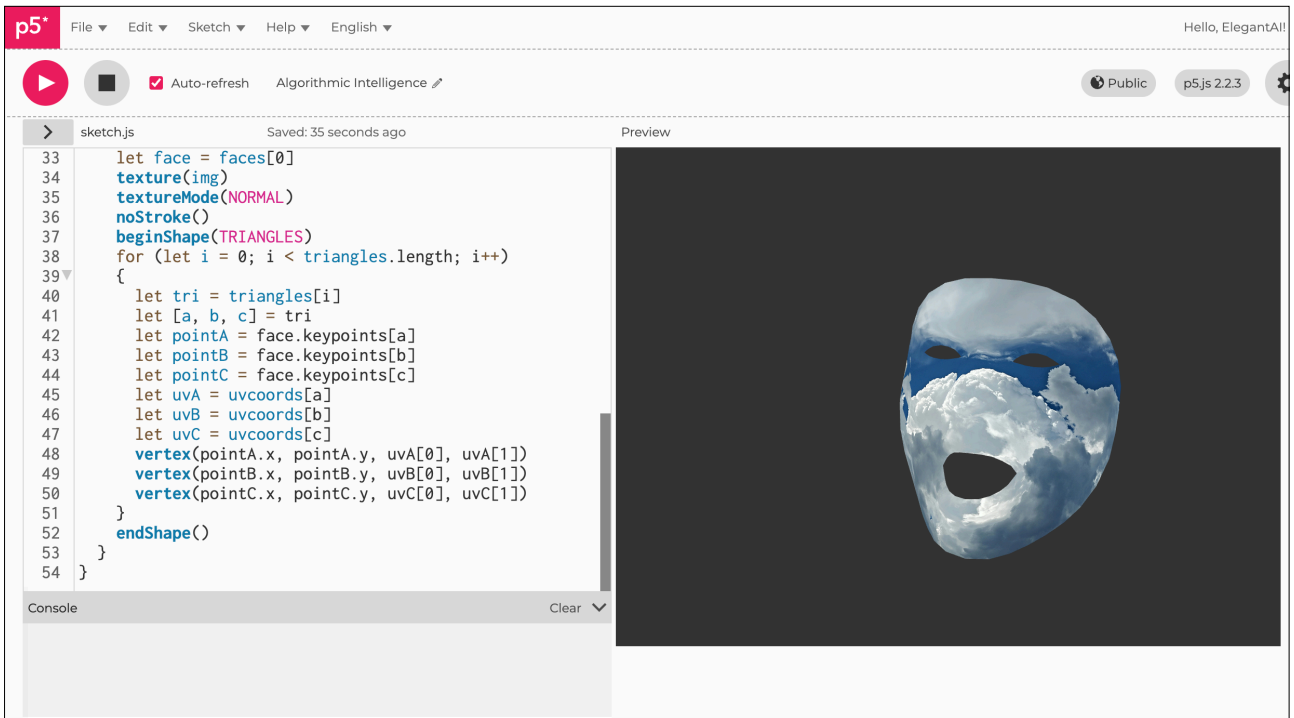 p5* File Edit Sketch Help English Hello, ElegantAI!
Auto-refresh Algorithmic Intelligence Public p5.js 2.2.3
sketch.js Saved: 35 seconds ago Preview
33 let face = faces[0]
34 texture(img)
35 textureMode(NORMAL)
36 noStroke()
37 beginShape(TRIANGLES)
38 for (let i = 0; i < triangles.length; i++)
39 {
40 let tri = triangles[i]
41 let [a, b, c] = tri
42 let pointA = face.keypoints[a]
43 let pointB = face.keypoints[b]
44 let pointC = face.keypoints[c]
45 let uvA = uvcoords[a]
46 let uvB = uvcoords[b]
47 let uvC = uvcoords[c]
48 vertex(pointA.x, pointA.y, uvA[0], uvA[1])
49 vertex(pointB.x, pointB.y, uvB[0], uvB[1])
50 vertex(pointC.x, pointC.y, uvC[0], uvC[1])
51 }
52 endShape()
53 }
54 }
Console Clear